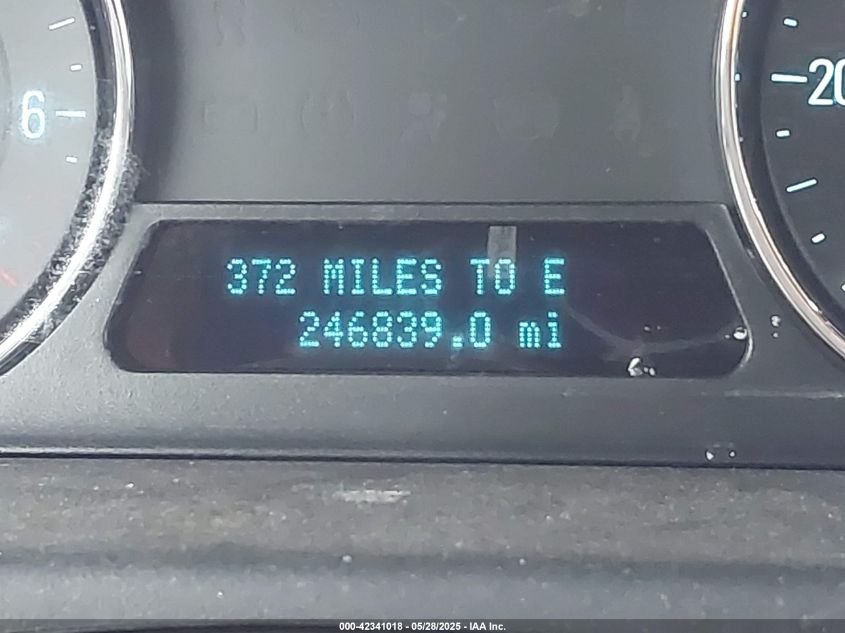 6
20
372 MILES TO E
246839.0 mi
000-42341018 - 05/28/2025 - IAA Inc.